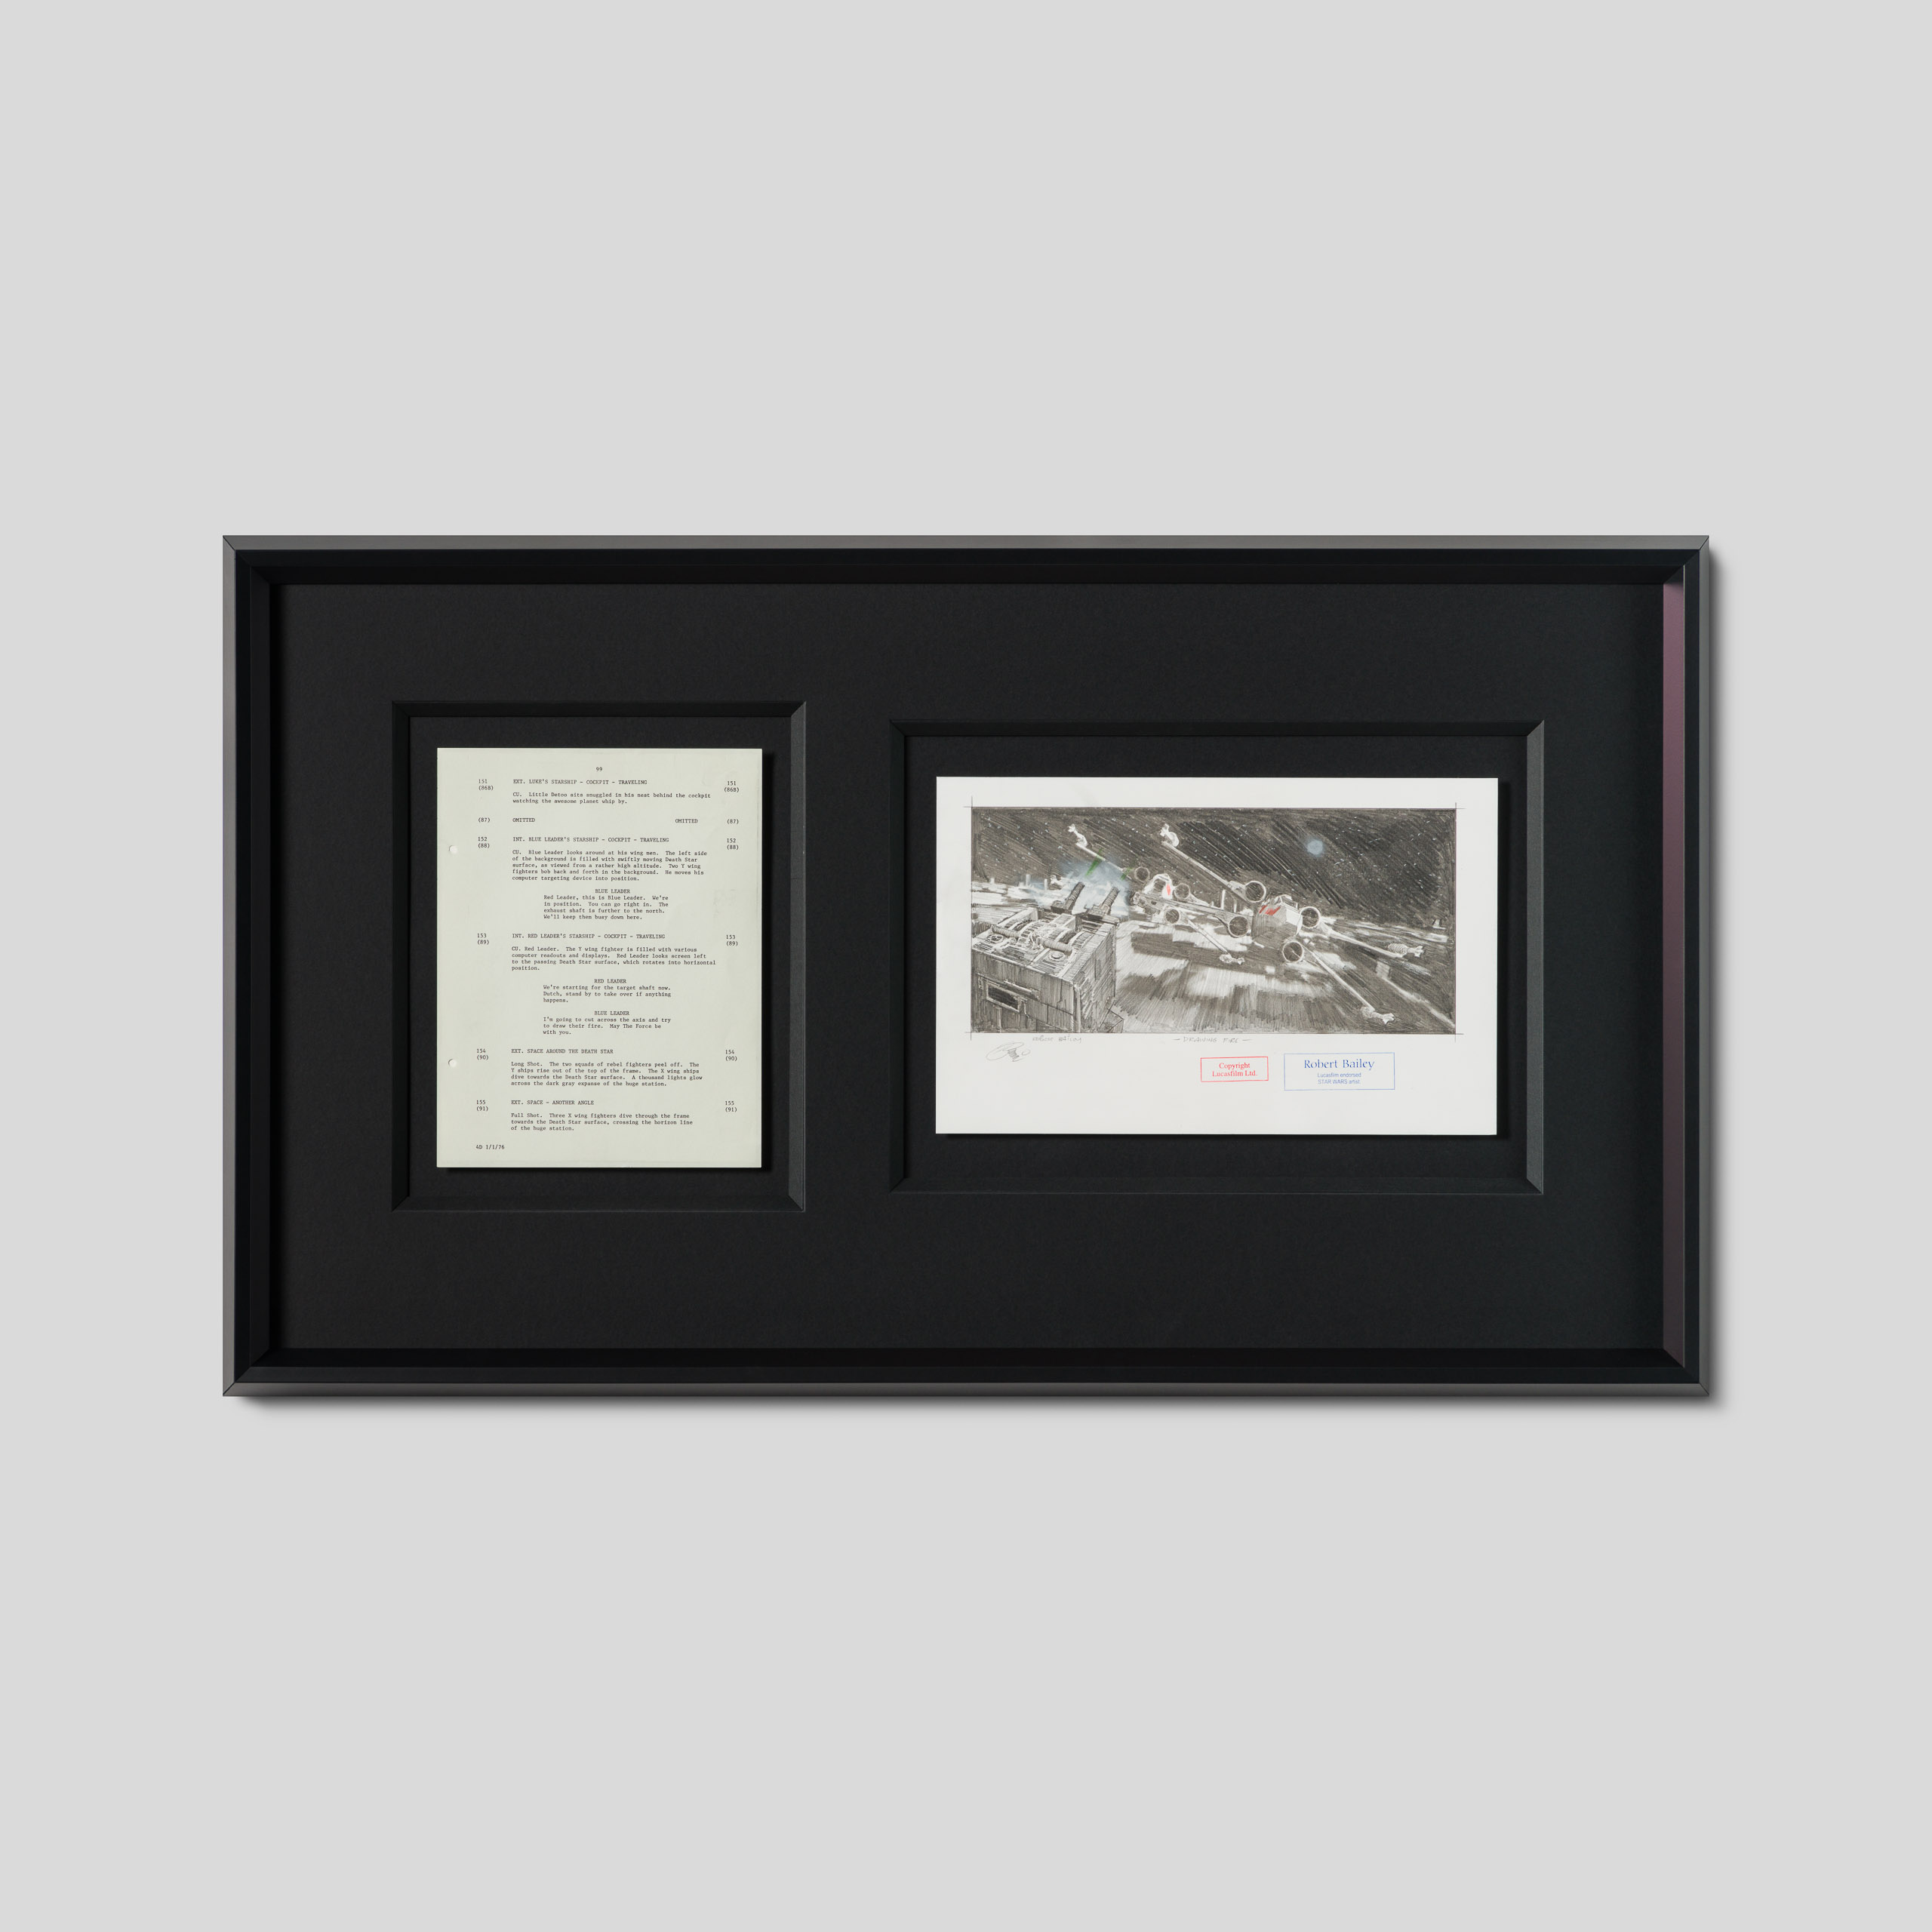 99
151 EXT. LUKE'S STARSHIP - COCKPIT - TRAVELING 151
(86B) (86B)
CU. Little Detoo sits snuggled in his nest behind the cockpit
watching the awesome planet whip by.
(87) OMITTED OMITTED (87)
152 INT. BLUE LEADER'S STARSHIP - COCKPIT - TRAVELING 152
(88) (88)
CU. Blue Leader looks around at his wing men. The left side
of the background is filled with swiftly moving Death Star
surface, as viewed from a rather high altitude. Two Y wing
fighters bob back and forth in the background. He moves his
computer targeting device into position.
BLUE LEADER
Red Leader, this is Blue Leader. We're
in position. You can go right in. The
exhaust shaft is further to the north.
We'll keep them busy down here.
153 INT. RED LEADER'S STARSHIP - COCKPIT - TRAVELING 153
(89) (89)
CU. Red Leader. The Y wing fighter is filled with various
computer readouts and displays. Red Leader looks screen left
to the passing Death Star surface, which rotates into horizontal
position.
RED LEADER
We're starting for the target shaft now.
Dutch, stand by to take over if anything
happens.
BLUE LEADER
I'm going to cut across the axis and try
to draw their fire. May The Force be
with you.
154 EXT. SPACE AROUND THE DEATH STAR 154
(90) (90)
Long Shot. The two squads of rebel fighters peel off. The
Y ships rise out of the top of the frame. The X wing ships
dive towards the Death Star surface. A thousand lights glow
across the dark gray expanse of the huge station.
155 EXT. SPACE - ANOTHER ANGLE 155
(91) (91)
Full Shot. Three X wing fighters dive through the frame
towards the Death Star surface, crossing the horizon line
of the huge station.
4D 1/1/76
ROBERT BAILEY
- DRAWING FIRE -
Copyright
Lucasfilm Ltd.
Robert Bailey
Lucasfilm endorsed
STAR WARS artist